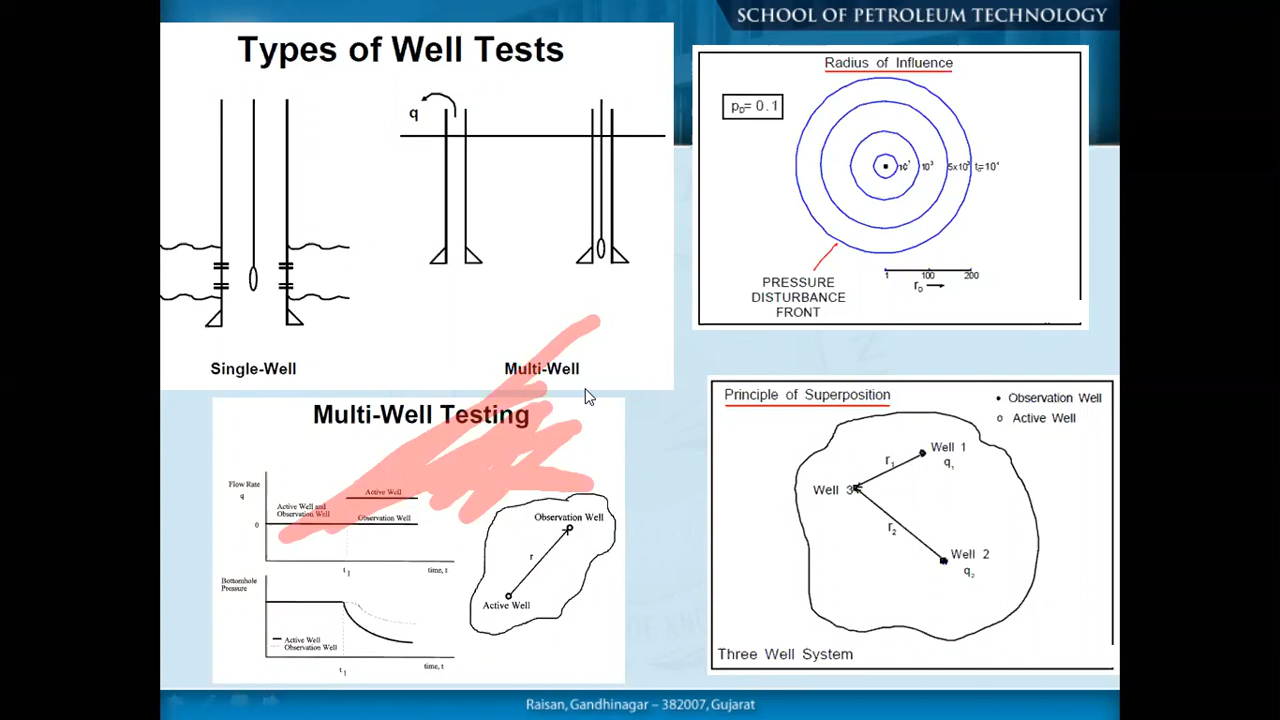 SCHOOL OF PETROLEUM TECHNOLOGY
Types of Well Tests
q
Single-Well
Multi-Well
Radius of Influence
pD= 0.1
10³
5x10³
100
1
200
rD
PRESSURE
DISTURBANCE
FRONT
Multi-Well Testing
Flow Rate
q
Active Well
Active Well and
Observation Well
Observation Well
0
t1
time, t
Bottomhole
Pressure
Active Well
Observation Well
t1
time, t
Observation Well
r
Active Well
Principle of Superposition
Observation Well
Active Well
Well 1
q1
r1
Well 3
r2
Well 2
q2
Three Well System
Raisan, Gandhinagar – 382007, Gujarat